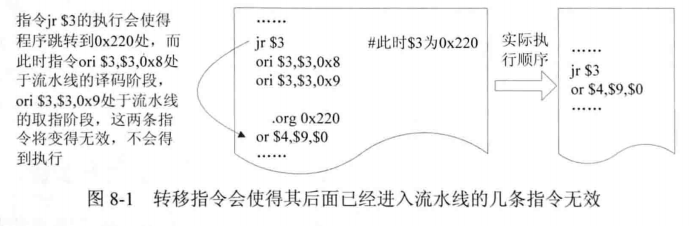 指令jr $3的执行会使得
程序跳转到0x220处，而
此时指令ori $3,$3,0x8处
于流水线的译码阶段，
ori $3,$3,0x9处于流水线
的取指阶段，这两条指
令将变得无效，不会得
到执行
……
jr $3 #此时$3为0x220
ori $3,$3,0x8
ori $3,$3,0x9
.org 0x220
or $4,$9,$0
……
实际执
行顺序
……
jr $3
or $4,$9,$0
……
图 8-1 转移指令会使得其后面已经进入流水线的几条指令无效